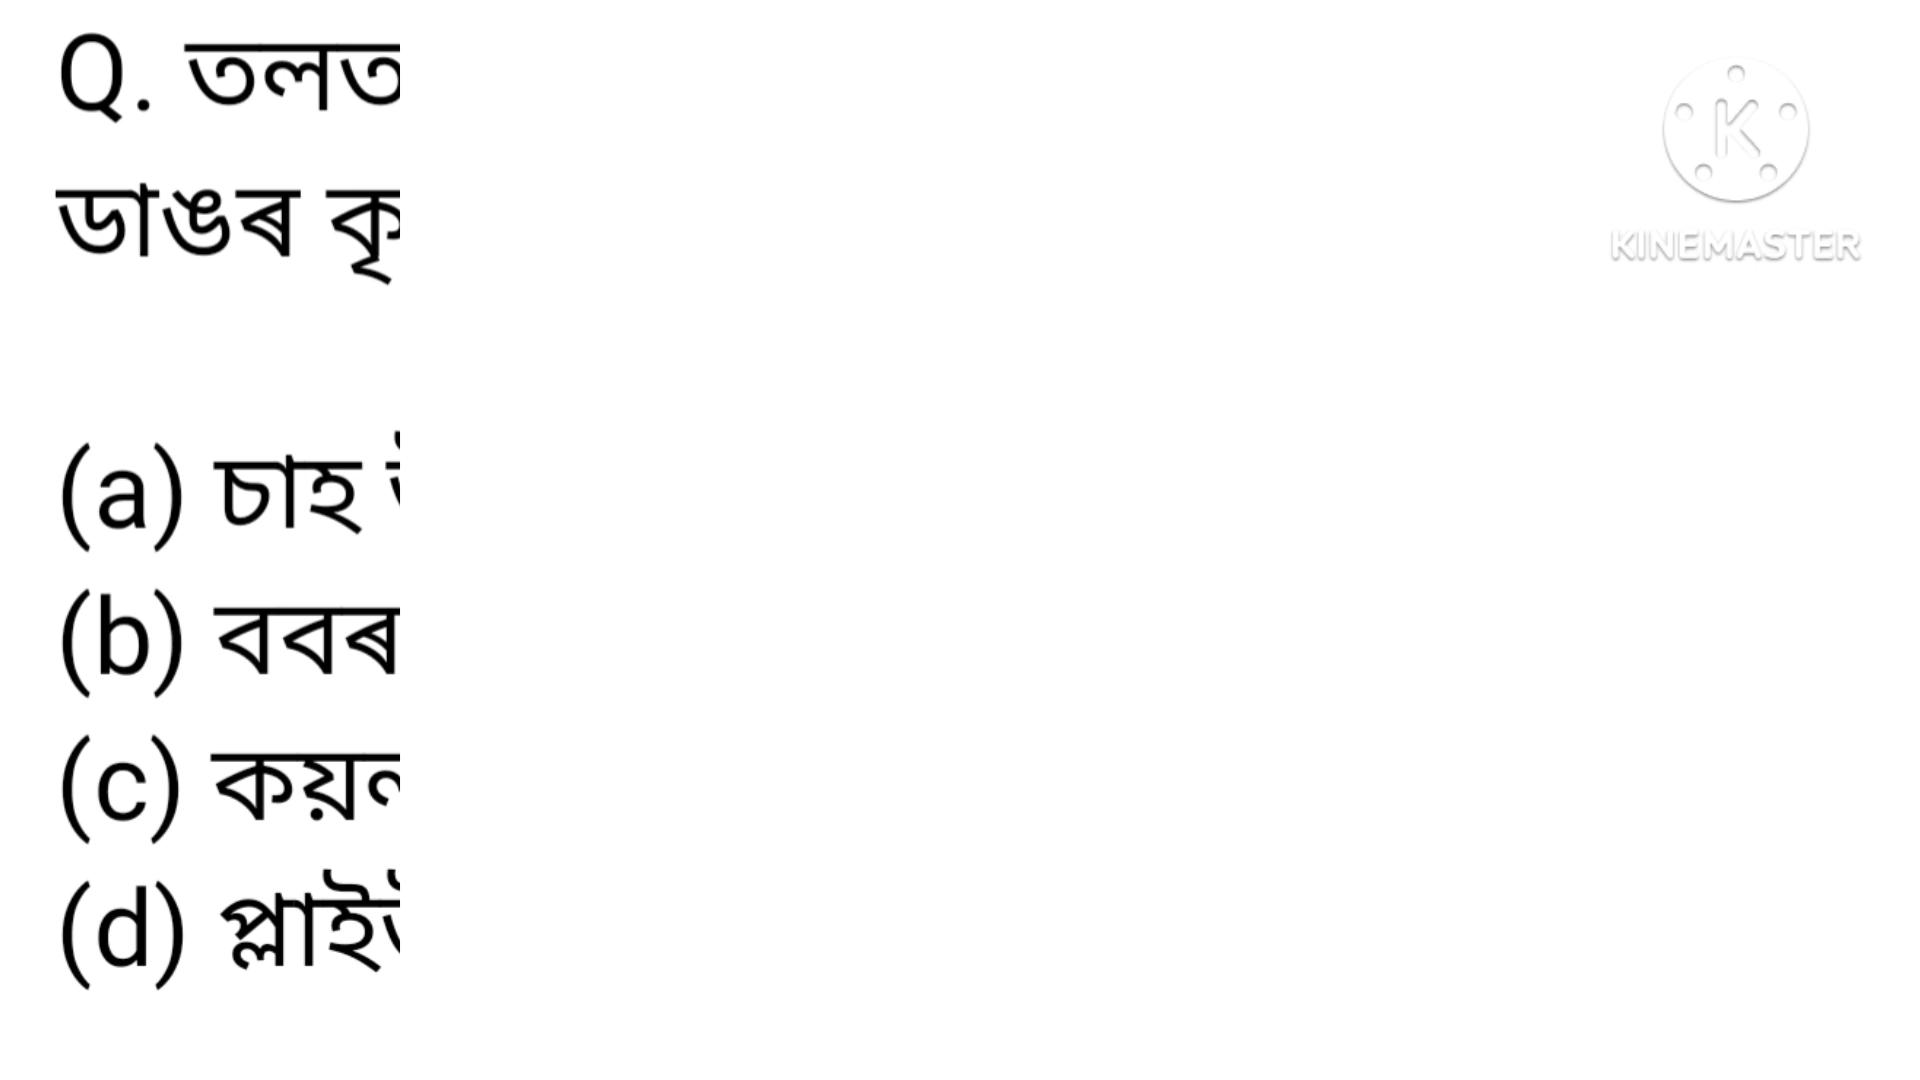 Q. তলত
ডাঙৰ কৃ
(a) চাহ
(b) ববৰ
(c) কয়ন
(d) প্লাই
KINEMASTER